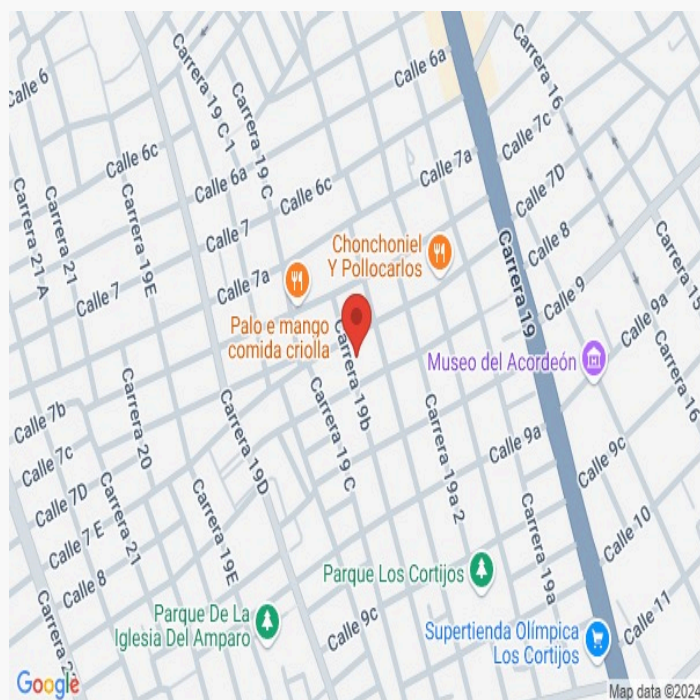 Calle 6
Carrera 19 C-1
Carrera 19 C
Calle 6a
Carrera 16
Calle 7c
Calle 6c
Calle 6a
Calle 6c
Calle 7a
Calle 7D
Carrera 21 A
Carrera 21
Carrera 19E
Calle 7
Calle 7
Calle 7a
Chonchoniel
Y Pollocarlos
Carrera 19
Calle 8
Calle 9
Calle 9a
Carrera 15
Palo e mango
comida criolla
Carrera 19b
Museo del Acordeón
Carrera 16
Calle 7b
Calle 7c
Calle 7D
Calle 7 E
Calle 8
Carrera 20
Carrera 21
Carrera 19D
Carrera 19E
Carrera 19 C
Carrera 19a 2
Calle 9a
Calle 9c
Carrera 19a
Calle 10
Calle 11
Parque Los Cortijos
Parque De La
Iglesia Del Amparo
Calle 9c
Supertienda Olímpica
Los Cortijos
Google
Map data ©2024